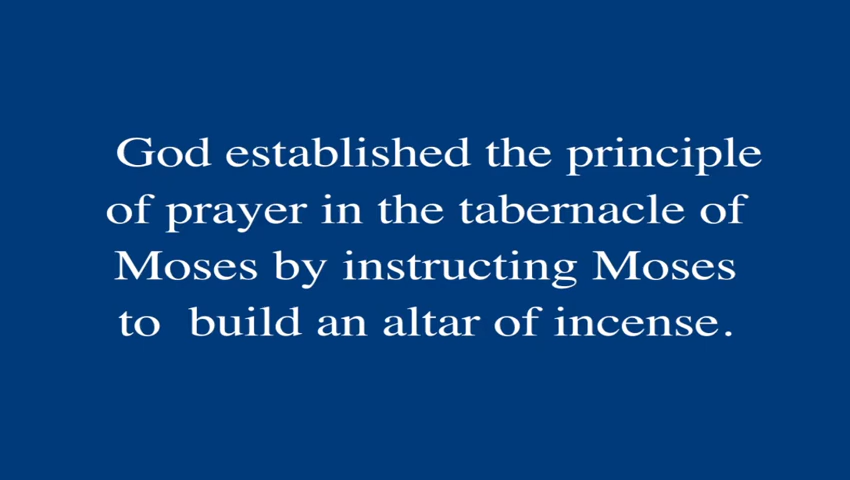 God established the principle
of prayer in the tabernacle of
Moses by instructing Moses
to  build an altar of incense.